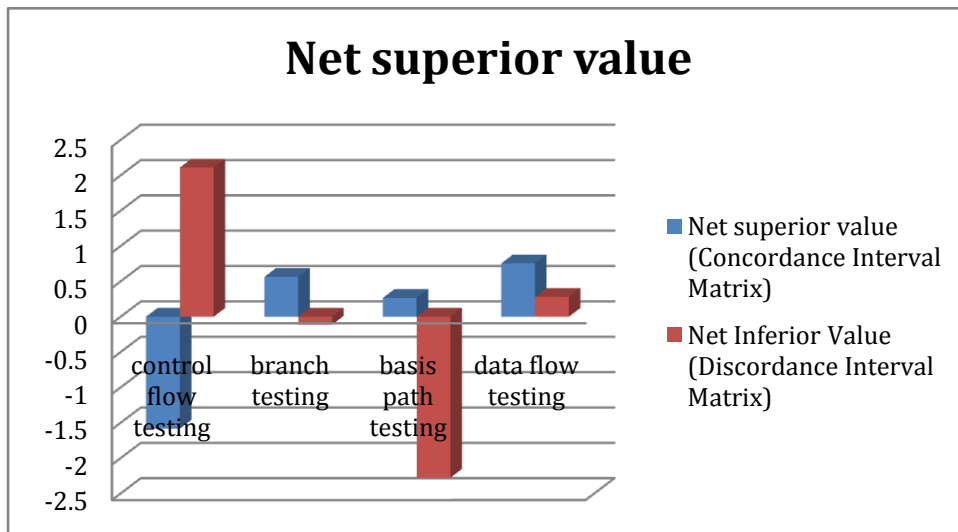 Net superior value
2.5
2
1.5
1
0.5
0
-0.5
-1
-1.5
-2
-2.5
control
flow
testing
branch
testing
basis
path
testing
data flow
testing
Net superior value
(Concordance Interval
Matrix)
Net Inferior Value
(Discordance Interval
Matrix)